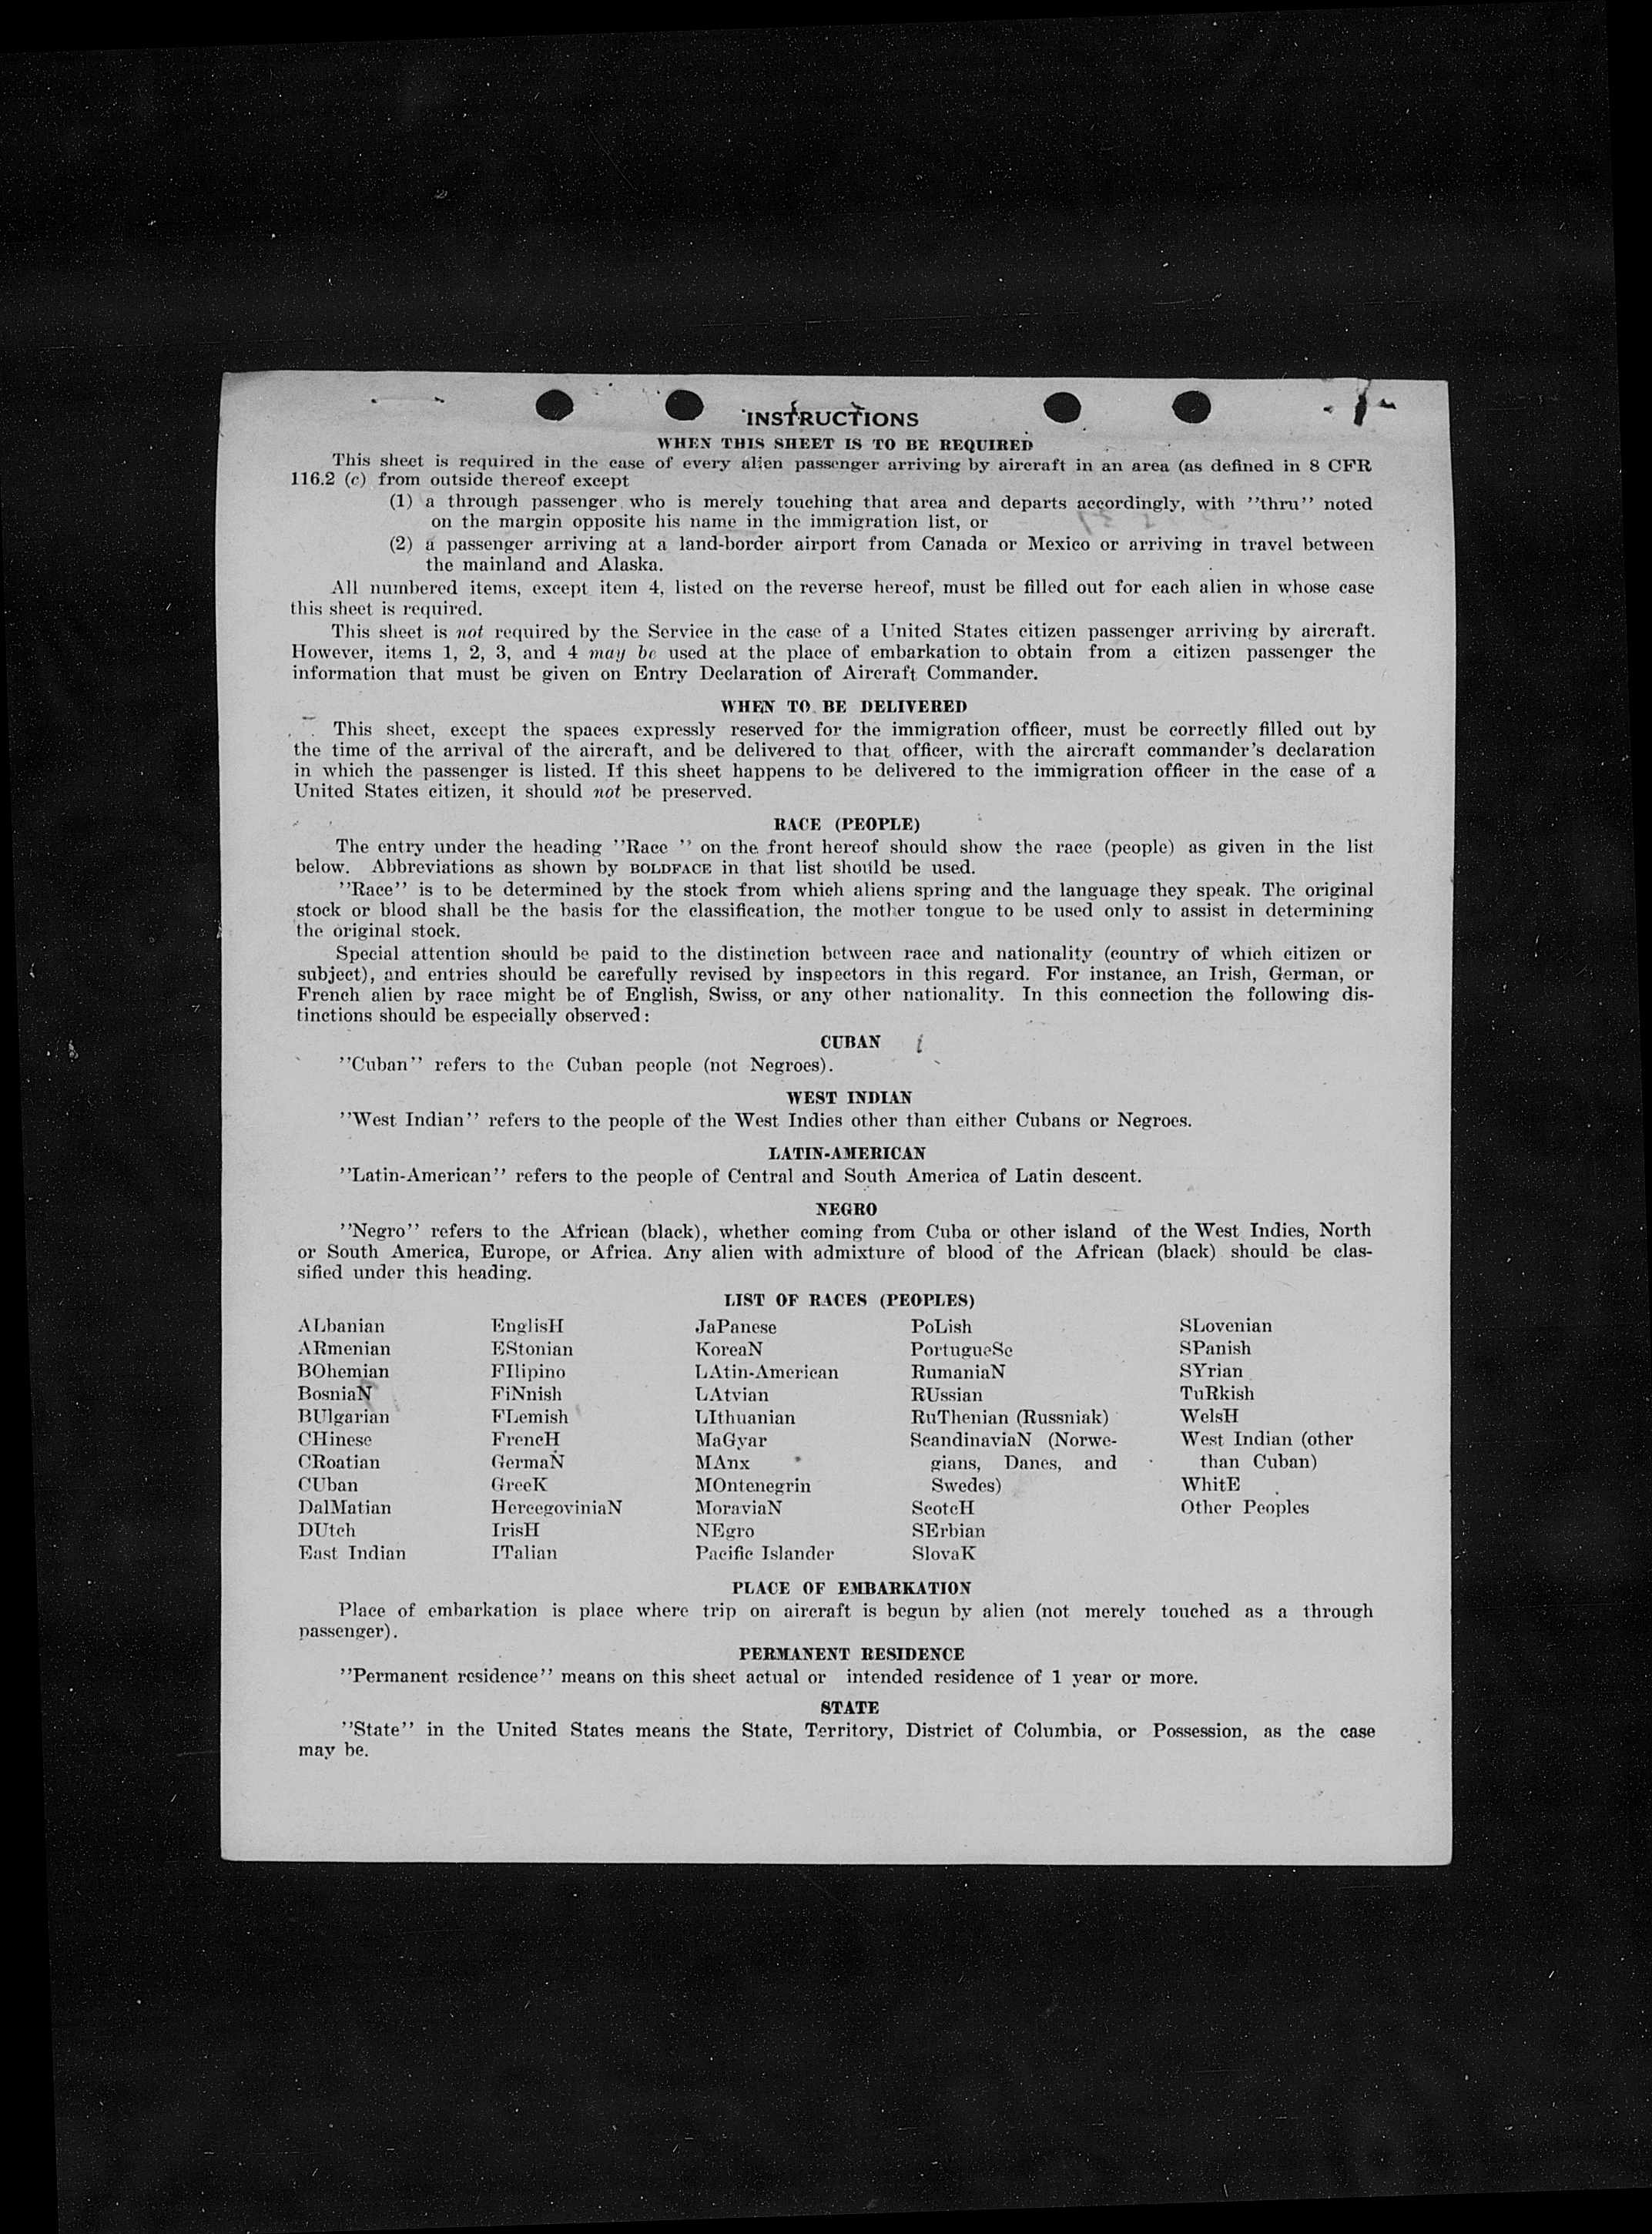 INSTRUCTIONS
WHEN THIS SHEET IS TO BE REQUIRED
This sheet is required in the case of every alien passenger arriving by aircraft in an area (as defined in 8 CFR
116.2 (c) from outside thereof except
(1) a through passenger who is merely touching that area and departs accordingly, with ''thru'' noted
on the margin opposite his name in the immigration list, or
(2) a passenger arriving at a land-border airport from Canada or Mexico or arriving in travel between
the mainland and Alaska.
All numbered items, except item 4, listed on the reverse hereof, must be filled out for each alien in whose case
this sheet is required.
This sheet is not required by the Service in the case of a United States citizen passenger arriving by aircraft.
However, items 1, 2, 3, and 4 may be used at the place of embarkation to obtain from a citizen passenger the
information that must be given on Entry Declaration of Aircraft Commander.
WHEN TO BE DELIVERED
This sheet, except the spaces expressly reserved for the immigration officer, must be correctly filled out by
the time of the arrival of the aircraft, and be delivered to that officer, with the aircraft commander's declaration
in which the passenger is listed. If this sheet happens to be delivered to the immigration officer in the case of a
United States citizen, it should not be preserved.
RACE (PEOPLE)
The entry under the heading ''Race '' on the front hereof should show the race (people) as given in the list
below. Abbreviations as shown by BOLDFACE in that list should be used.
''Race'' is to be determined by the stock from which aliens spring and the language they speak. The original
stock or blood shall be the basis for the classification, the mother tongue to be used only to assist in determining
the original stock.
Special attention should be paid to the distinction between race and nationality (country of which citizen or
subject), and entries should be carefully revised by inspectors in this regard. For instance, an Irish, German, or
French alien by race might be of English, Swiss, or any other nationality. In this connection the following dis-
tinctions should be especially observed:
CUBAN
''Cuban'' refers to the Cuban people (not Negroes).
WEST INDIAN
''West Indian'' refers to the people of the West Indies other than either Cubans or Negroes.
LATIN-AMERICAN
''Latin-American'' refers to the people of Central and South America of Latin descent.
NEGRO
''Negro'' refers to the African (black), whether coming from Cuba or other island of the West Indies, North
or South America, Europe, or Africa. Any alien with admixture of blood of the African (black) should be clas-
sified under this heading.
LIST OF RACES (PEOPLES)
ALbanian
ARmenian
BOhemian
BosniaN
BUlgarian
CHinese
CRoatian
CUban
DalMatian
DUtch
East Indian
EnglisH
EStonian
FIlipino
FiNnish
FLemish
FrencH
GermaN
GreeK
HercegoviniaN
IrisH
ITalian
JaPanese
KoreaN
LAtin-American
LAtvian
LIthuanian
MaGyar
MAnx
MOntenegrin
MoraviaN
NEgro
Pacific Islander
PoLish
PortugueSe
RumaniaN
RUssian
RuThenian (Russniak)
ScandinaviaN (Norwe-
gians, Danes, and
Swedes)
ScotcH
SErbian
SlovaK
SLovenian
SPanish
SYrian
TuRkish
WelsH
West Indian (other
than Cuban)
WhitE
Other Peoples
PLACE OF EMBARKATION
Place of embarkation is place where trip on aircraft is begun by alien (not merely touched as a through
passenger).
PERMANENT RESIDENCE
''Permanent residence'' means on this sheet actual or intended residence of 1 year or more.
STATE
''State'' in the United States means the State, Territory, District of Columbia, or Possession, as the case
may be.